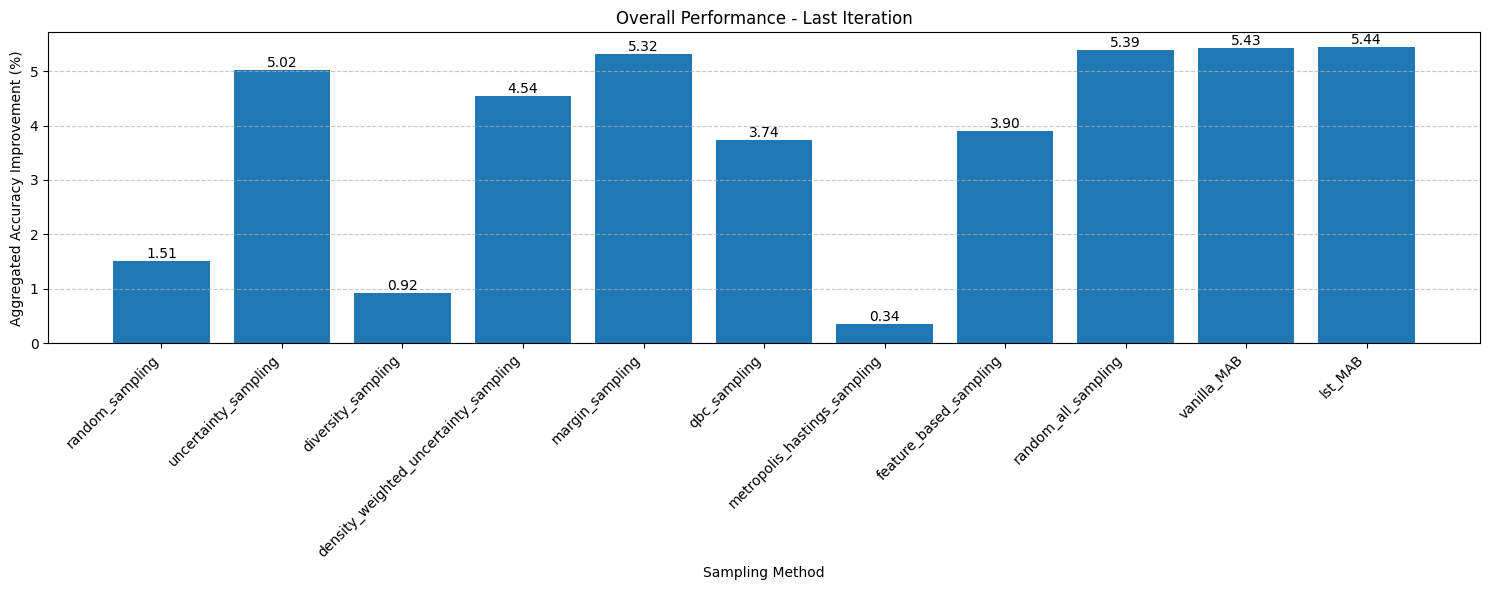 Overall Performance - Last Iteration
Aggregated Accuracy Improvement (%)
5
4
3
2
1
0
1.51
5.02
0.92
4.54
5.32
3.74
0.34
3.90
5.39
5.43
5.44
random_sampling
uncertainty_sampling
diversity_sampling
density_weighted_uncertainty_sampling
margin_sampling
qbc_sampling
metropolis_hastings_sampling
feature_based_sampling
random_all_sampling
vanilla_MAB
lst_MAB
Sampling Method